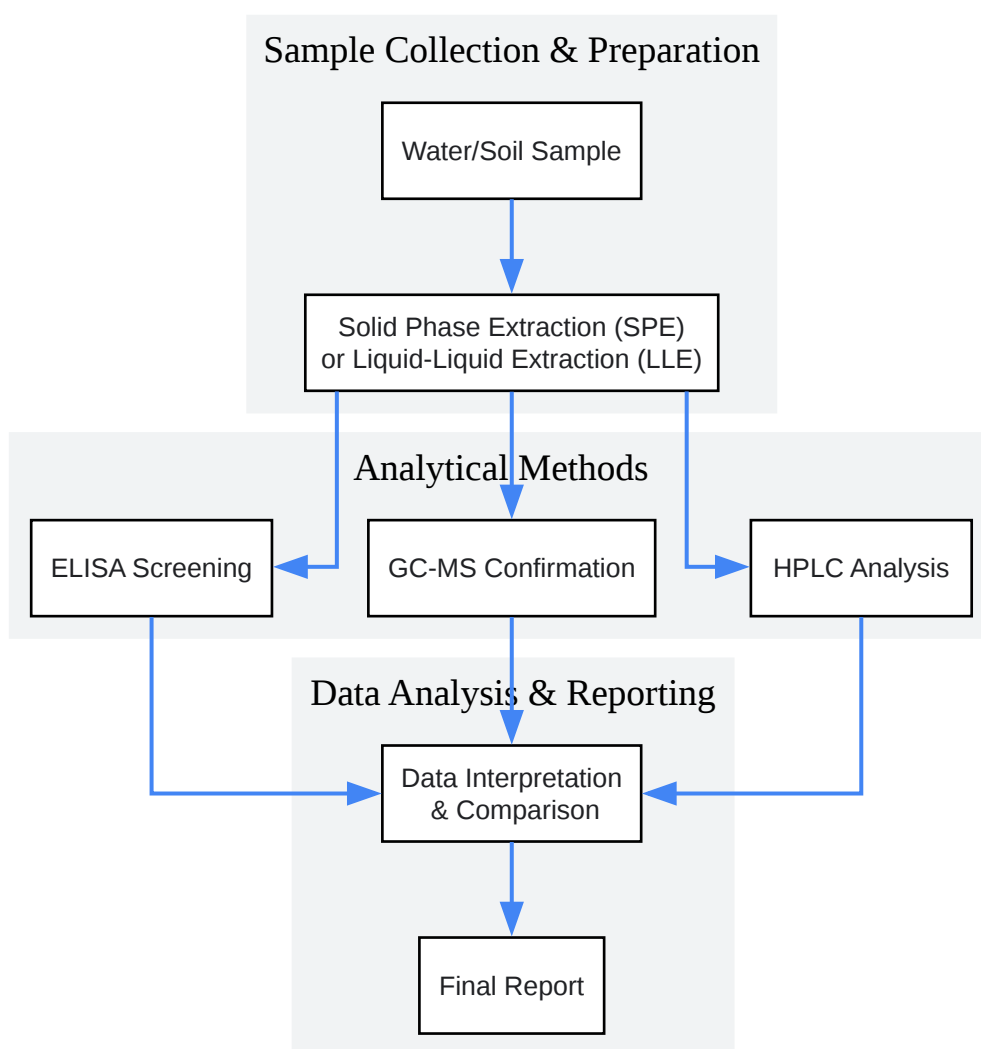 Sample Collection & Preparation
Water/Soil Sample
Solid Phase Extraction (SPE)
or Liquid-Liquid Extraction (LLE)
Analytical Methods
ELISA Screening
GC-MS Confirmation
HPLC Analysis
Data Analysis & Reporting
Data Interpretation
& Comparison
Final Report